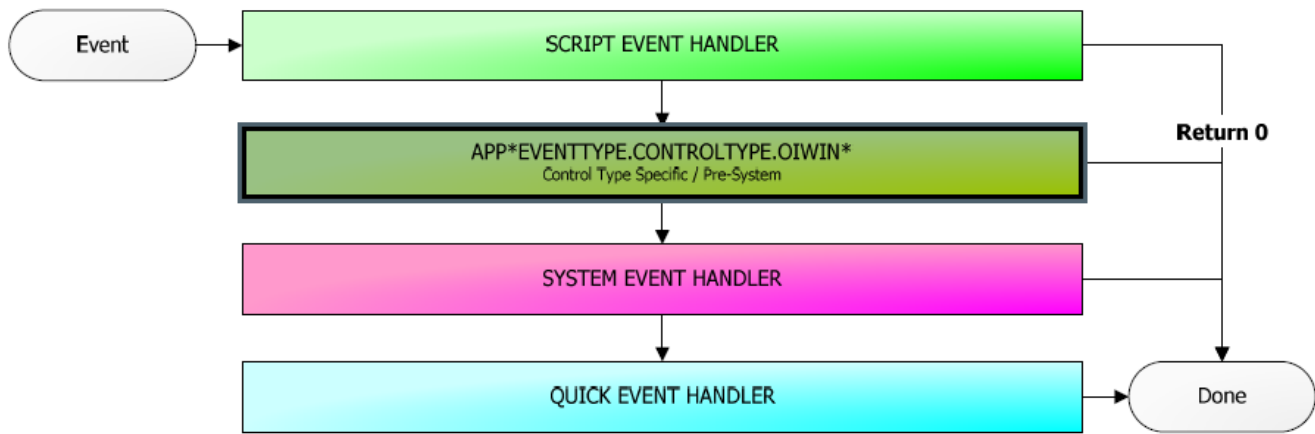 Event
SCRIPT EVENT HANDLER
APP*EVENTTYPE.CONTROLTYPE.OIWIN*
Control Type Specific / Pre-System
Return 0
SYSTEM EVENT HANDLER
QUICK EVENT HANDLER
Done